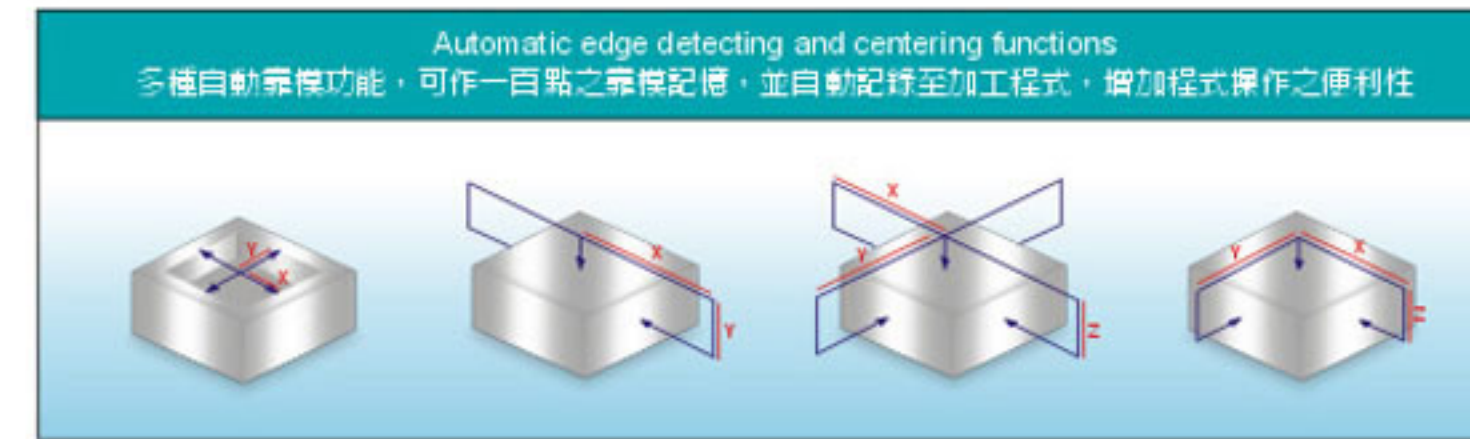 Automatic edge detecting and centering functions
多種自動靠模功能，可作一百點之靠模記憶，並自動記錄至加工程式，增加程式操作之便利性
Y X
X Y
X Y Z
Y X Z